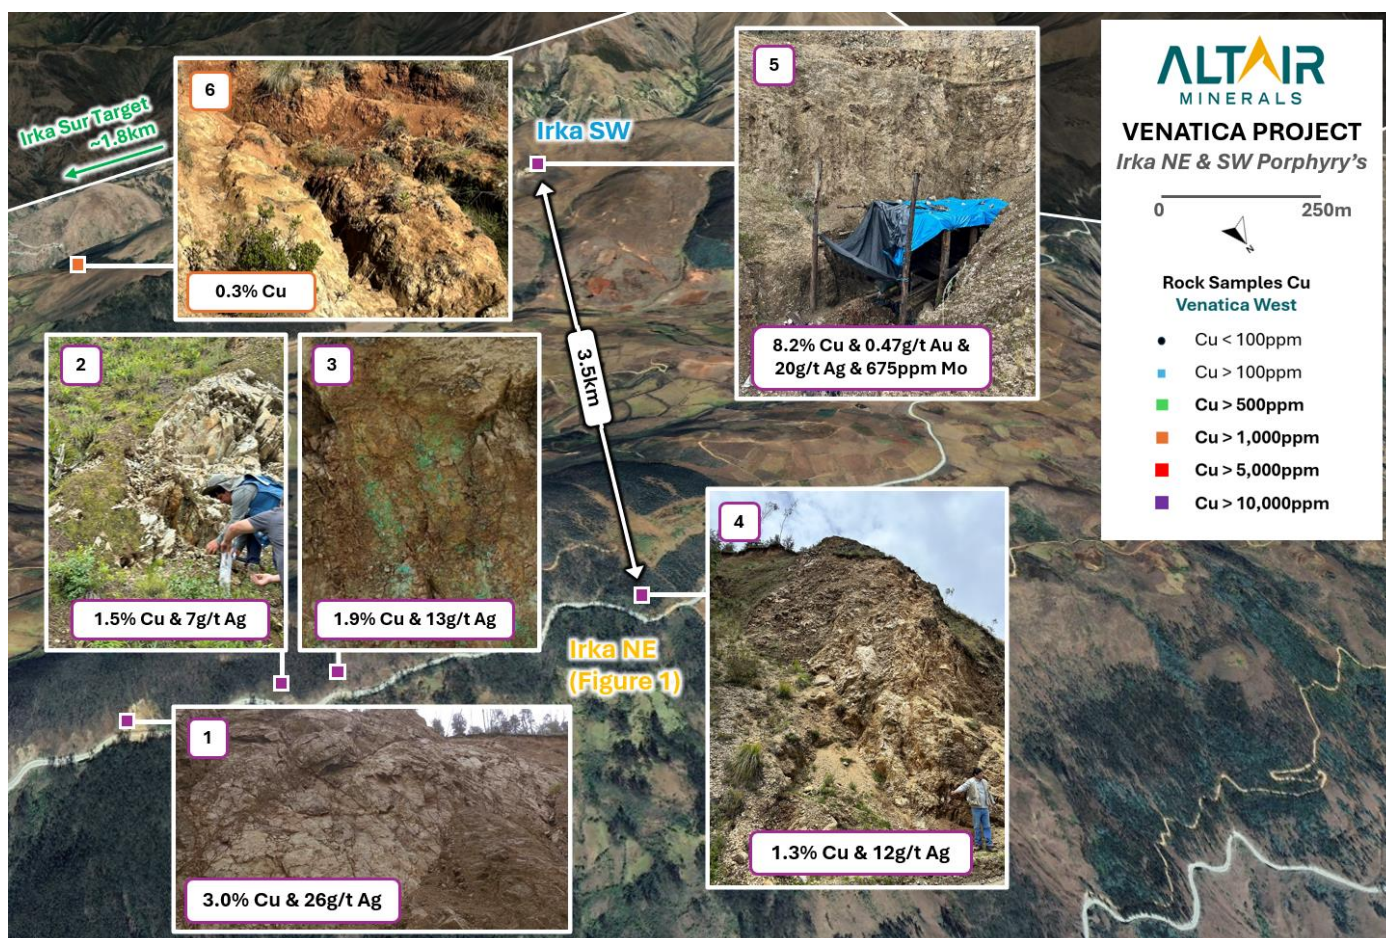 6
Irka Sur Target
~1.8km
0.3% Cu
Irka SW
5
8.2% Cu & 0.47g/t Au &
20g/t Ag & 675ppm Mo
ALTAIR
MINERALS
VENATICA PROJECT
Irka NE & SW Porphyry's
0 250m
N
Rock Samples Cu
Venatica West
Cu < 100ppm
Cu > 100ppm
Cu > 500ppm
Cu > 1,000ppm
Cu > 5,000ppm
Cu > 10,000ppm
2
1.5% Cu & 7g/t Ag
3
1.9% Cu & 13g/t Ag
3.5km
Irka NE
(Figure 1)
4
1.3% Cu & 12g/t Ag
1
3.0% Cu & 26g/t Ag